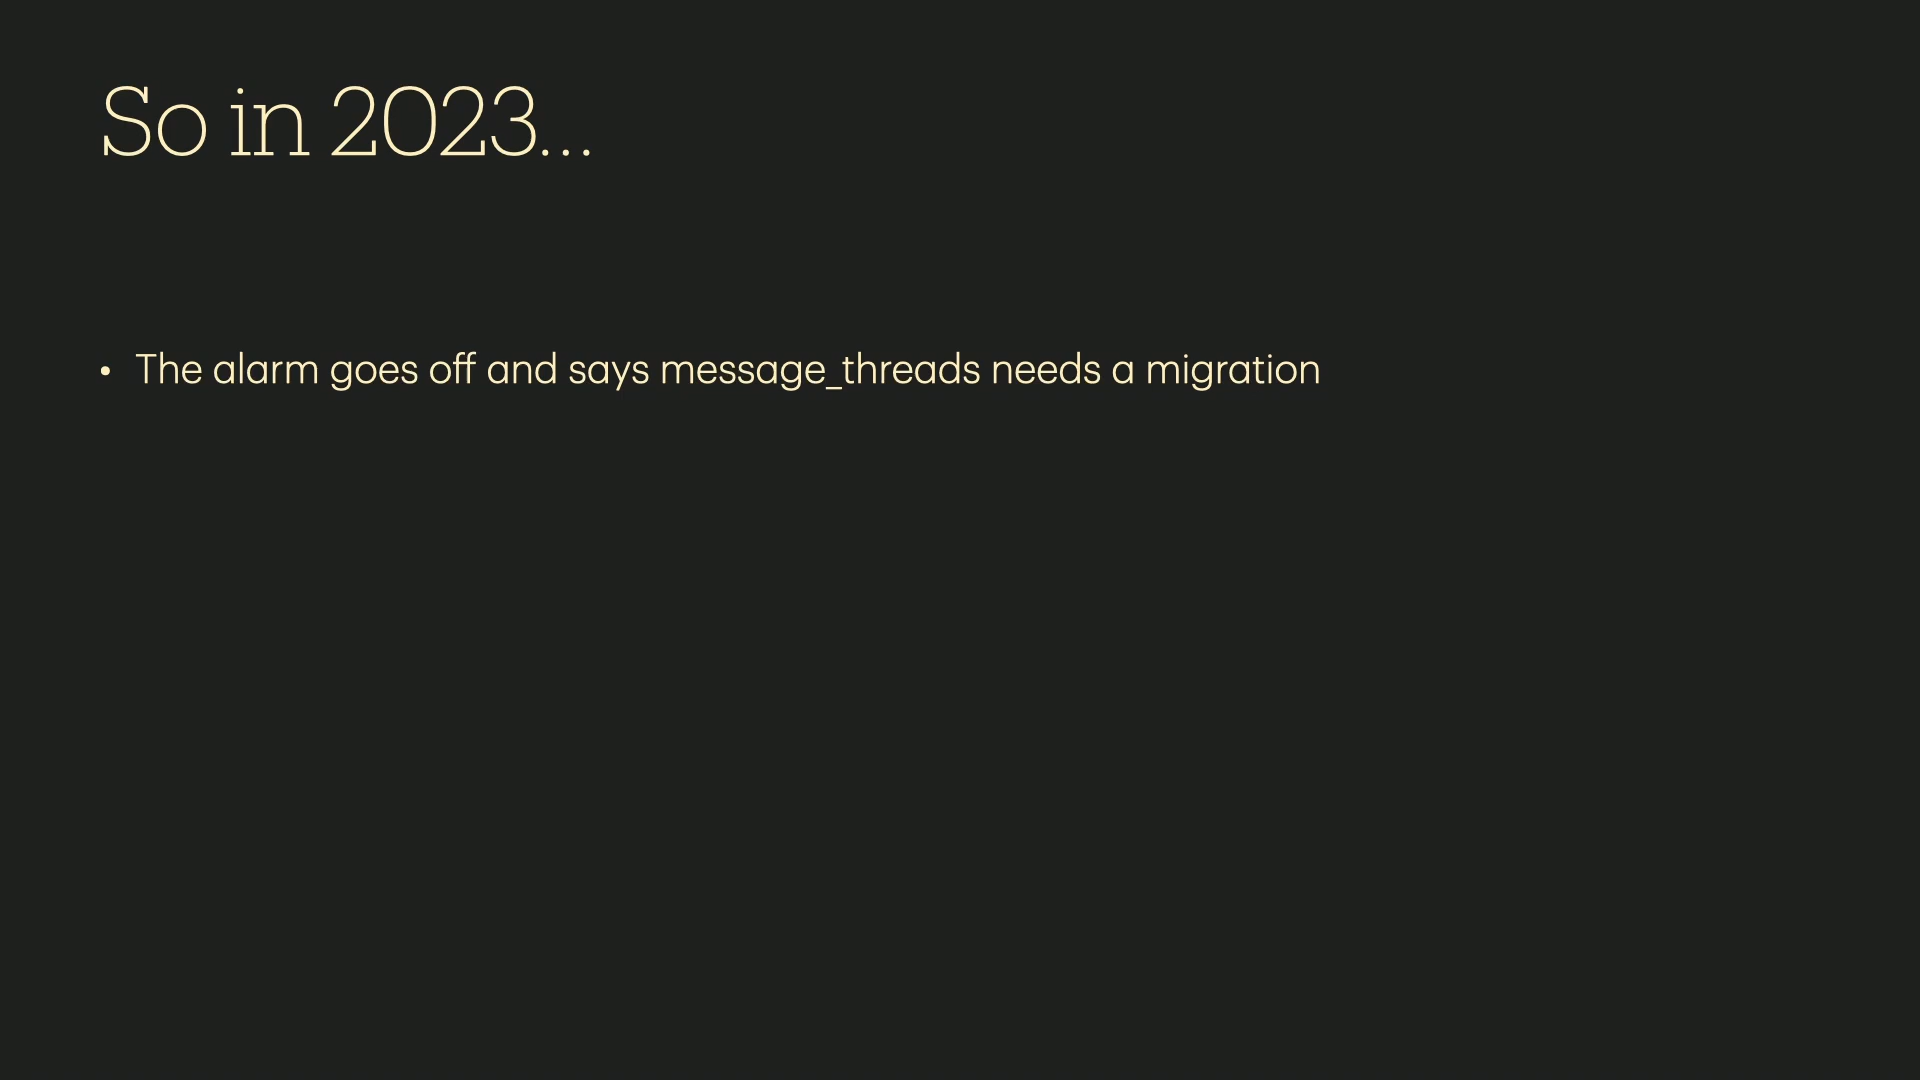 So in 2023...
• The alarm goes off and says message_threads needs a migration